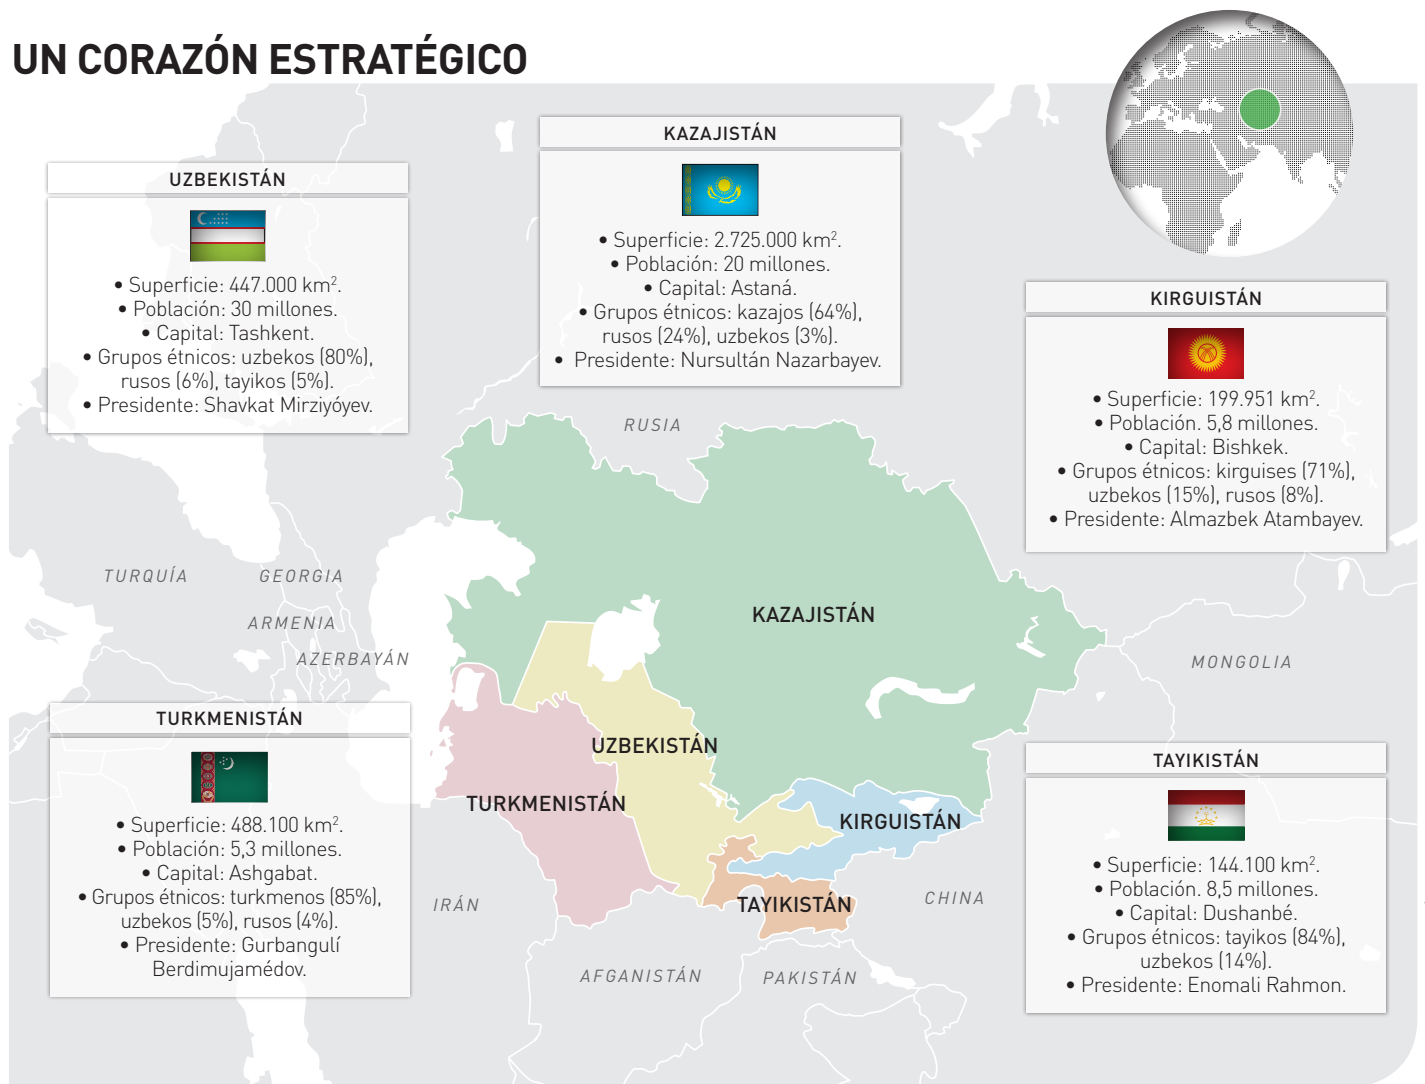 UN CORAZÓN ESTRATÉGICO
KAZAJISTÁN
• Superficie: 2.725.000 km².
• Población: 20 millones.
• Capital: Astaná.
• Grupos étnicos: kazajos (64%),
rusos (24%), uzbekos (3%).
• Presidente: Nursultán Nazarbayev.
UZBEKISTÁN
• Superficie: 447.000 km².
• Población: 30 millones.
• Capital: Tashkent.
• Grupos étnicos: uzbekos (80%),
rusos (6%), tayikos (5%).
• Presidente: Shavkat Mirziyóyev.
KIRGUISTÁN
• Superficie: 199.951 km².
• Población. 5,8 millones.
• Capital: Bishkek.
• Grupos étnicos: kirguises (71%),
uzbekos (15%), rusos (8%).
• Presidente: Almazbek Atambayev.
RUSIA
TURQUÍA
GEORGIA
ARMENIA
AZERBAYÁN
KAZAJISTÁN
MONGOLIA
UZBEKISTÁN
TURKMENISTÁN
KIRGUISTÁN
TAYIKISTÁN
IRÁN
CHINA
AFGANISTÁN
PAKISTÁN
TURKMENISTÁN
• Superficie: 488.100 km².
• Población: 5,3 millones.
• Capital: Ashgabat.
• Grupos étnicos: turkmenos (85%),
uzbekos (5%), rusos (4%).
• Presidente: Gurbangulí
Berdimujamédov.
TAYIKISTÁN
• Superficie: 144.100 km².
• Población. 8,5 millones.
• Capital: Dushanbé.
• Grupos étnicos: tayikos (84%),
uzbekos (14%).
• Presidente: Enomali Rahmon.